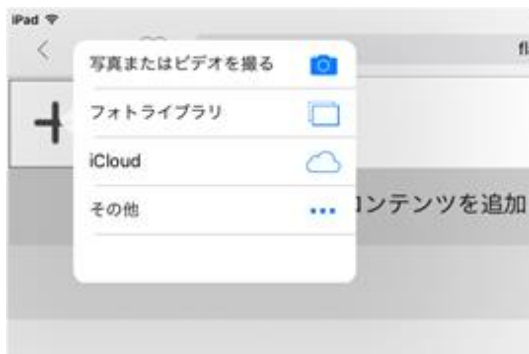 iPad
fl
写真またはビデオを撮る
フォトライブラリ
iCloud
その他
ンテンツを追加